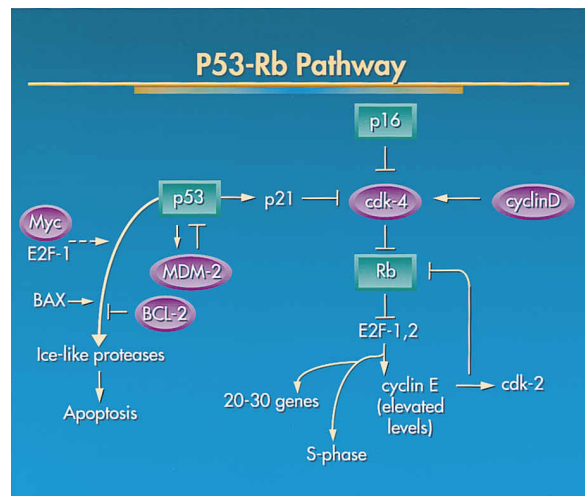 P53-Rb Pathway
p16
p53
p21
cdk-4
cyclinD
Myc
E2F-1
MDM-2
Rb
BAX
BCL-2
E2F-1,2
Ice-like proteases
20-30 genes
cyclin E
(elevated
levels)
cdk-2
Apoptosis
S-phase